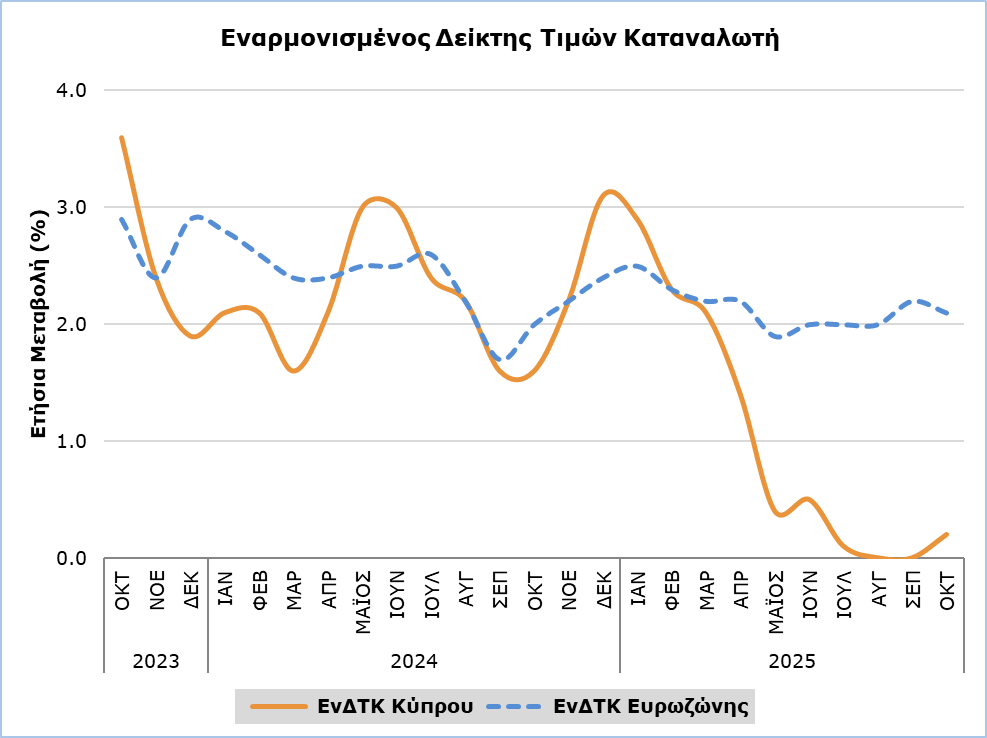 Εναρμονισμένος Δείκτης Τιμών Καταναλωτή
Ετήσια Μεταβολή (%)
4.0
3.0
2.0
1.0
0.0
ΟΚΤ ΝΟΕ ΔΕΚ ΙΑΝ ΦΕΒ ΜΑΡ ΑΠΡ ΜΑΪΟΣ ΙΟΥΝ ΙΟΥΛ ΑΥΓ ΣΕΠ ΟΚΤ ΝΟΕ ΔΕΚ ΙΑΝ ΦΕΒ ΜΑΡ ΑΠΡ ΜΑΪΟΣ ΙΟΥΝ ΙΟΥΛ ΑΥΓ ΣΕΠ ΟΚΤ
2023 2024 2025
ΕνΔΤΚ Κύπρου ΕνΔΤΚ Ευρωζώνης